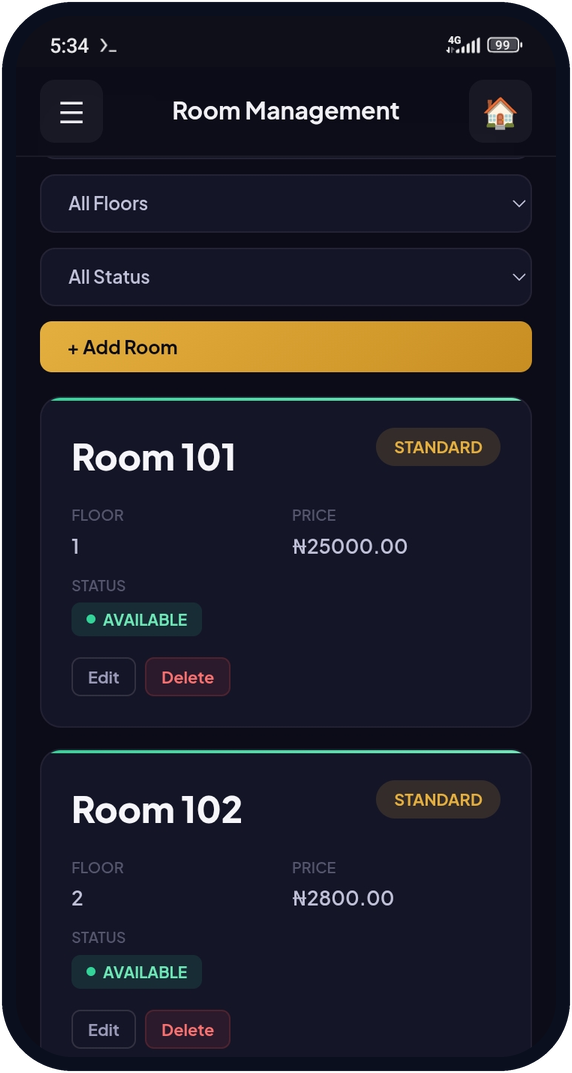 5:34
4G
99
Room Management
All Floors
All Status
+ Add Room
Room 101
STANDARD
FLOOR
PRICE
1
₦25000.00
STATUS
AVAILABLE
Edit
Delete
Room 102
STANDARD
FLOOR
PRICE
2
₦2800.00
STATUS
AVAILABLE
Edit
Delete